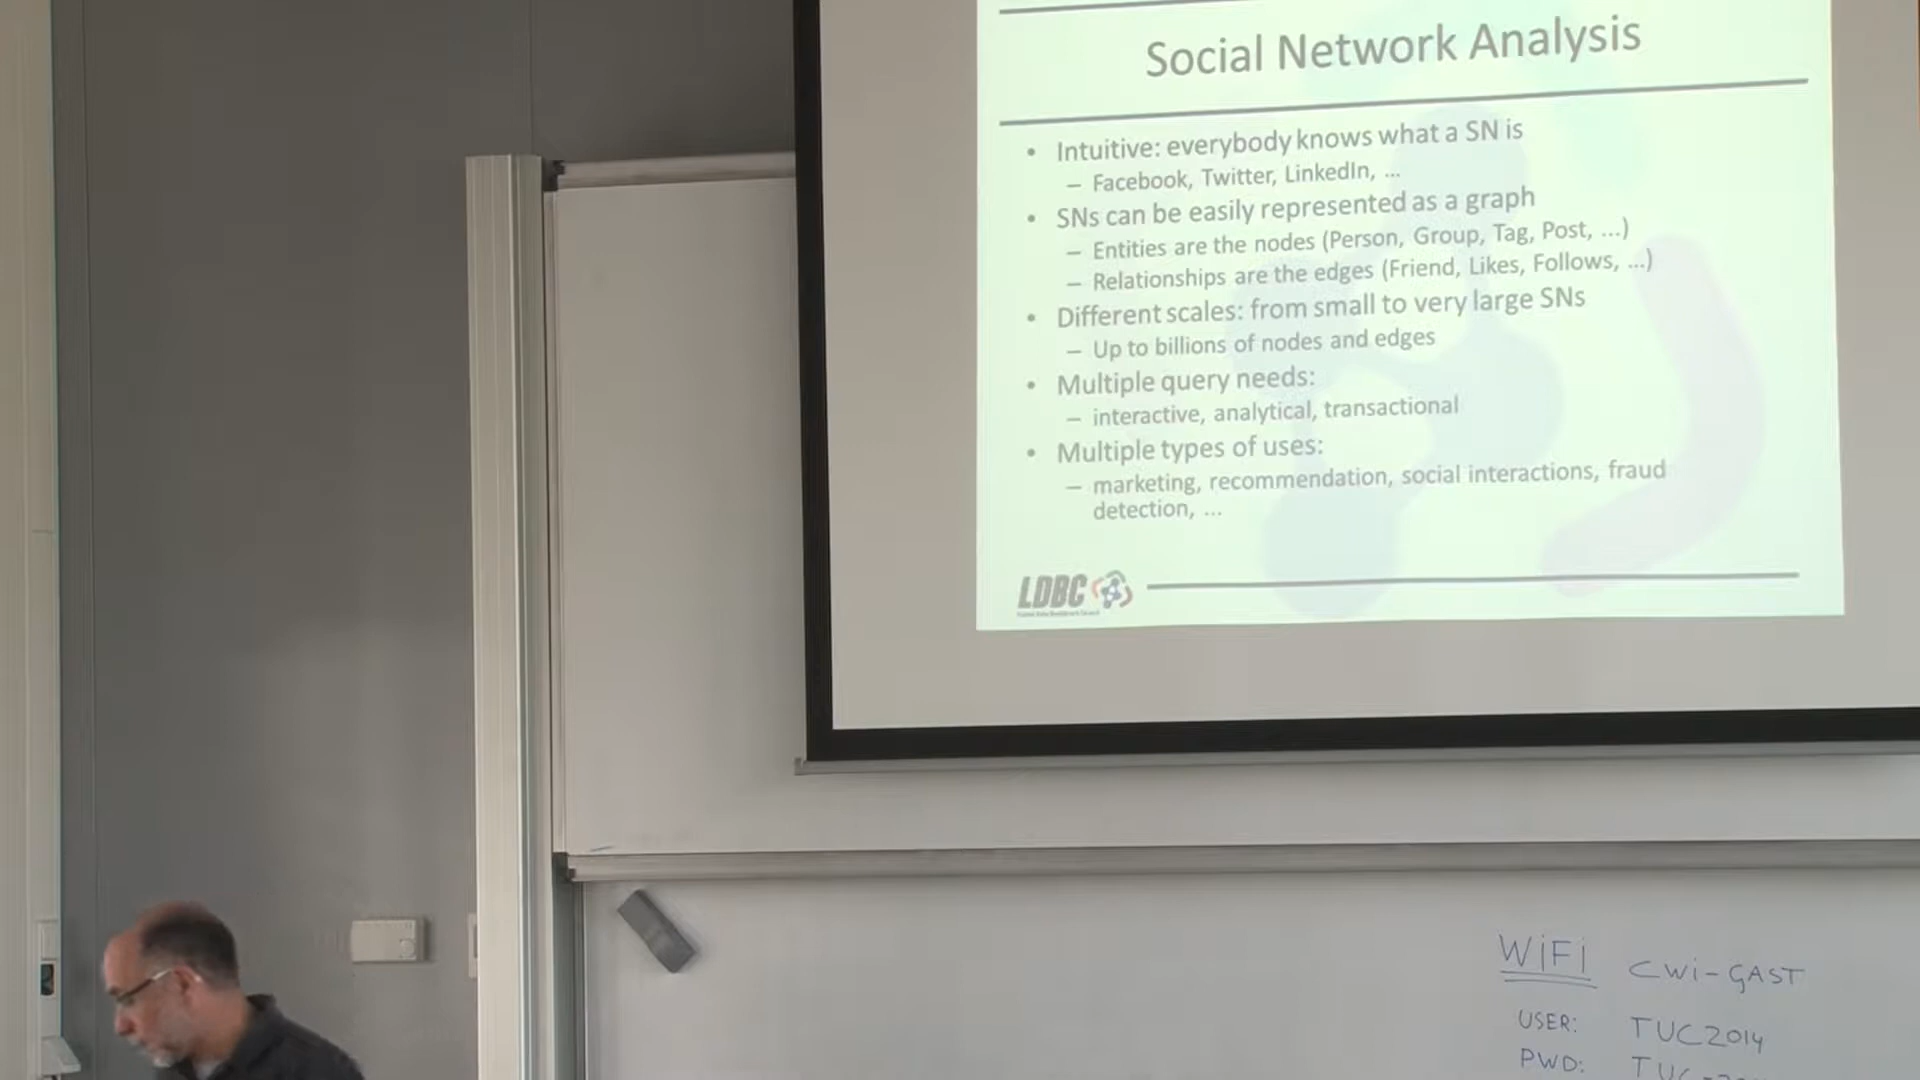 Social Network Analysis
• Intuitive: everybody knows what a SN is
– Facebook, Twitter, LinkedIn, ...
• SNs can be easily represented as a graph
– Entities are the nodes (Person, Group, Tag, Post, ...)
– Relationships are the edges (Friend, Likes, Follows, ...)
• Different scales: from small to very large SNs
– Up to billions of nodes and edges
• Multiple query needs:
– interactive, analytical, transactional
• Multiple types of uses:
– marketing, recommendation, social interactions, fraud
detection, ...
LDBC
WiFi CWi-GAST
USER: TUC2014
PWD: